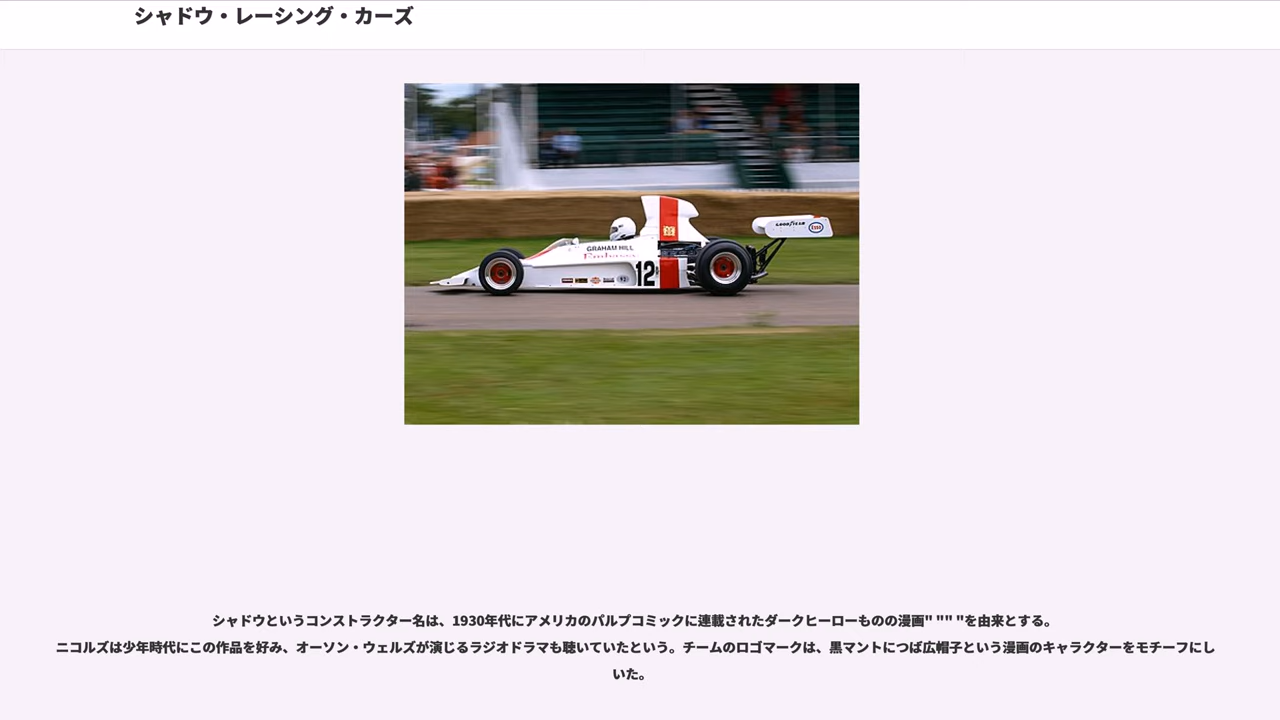 シャドウ・レーシング・カーズ
GRAHAM HILL
Embassy
12
GOODYEAR
Esso
シャドウというコンストラクター名は、1930年代にアメリカのパルプコミックに連載されたダークヒーローものの漫画" "" "を由来とする。
ニコルズは少年時代にこの作品を好み、オーソン・ウェルズが演じるラジオドラマも聴いていたという。チームのロゴマークは、黒マントにつば広帽子という漫画のキャラクターをモチーフにし
いた。